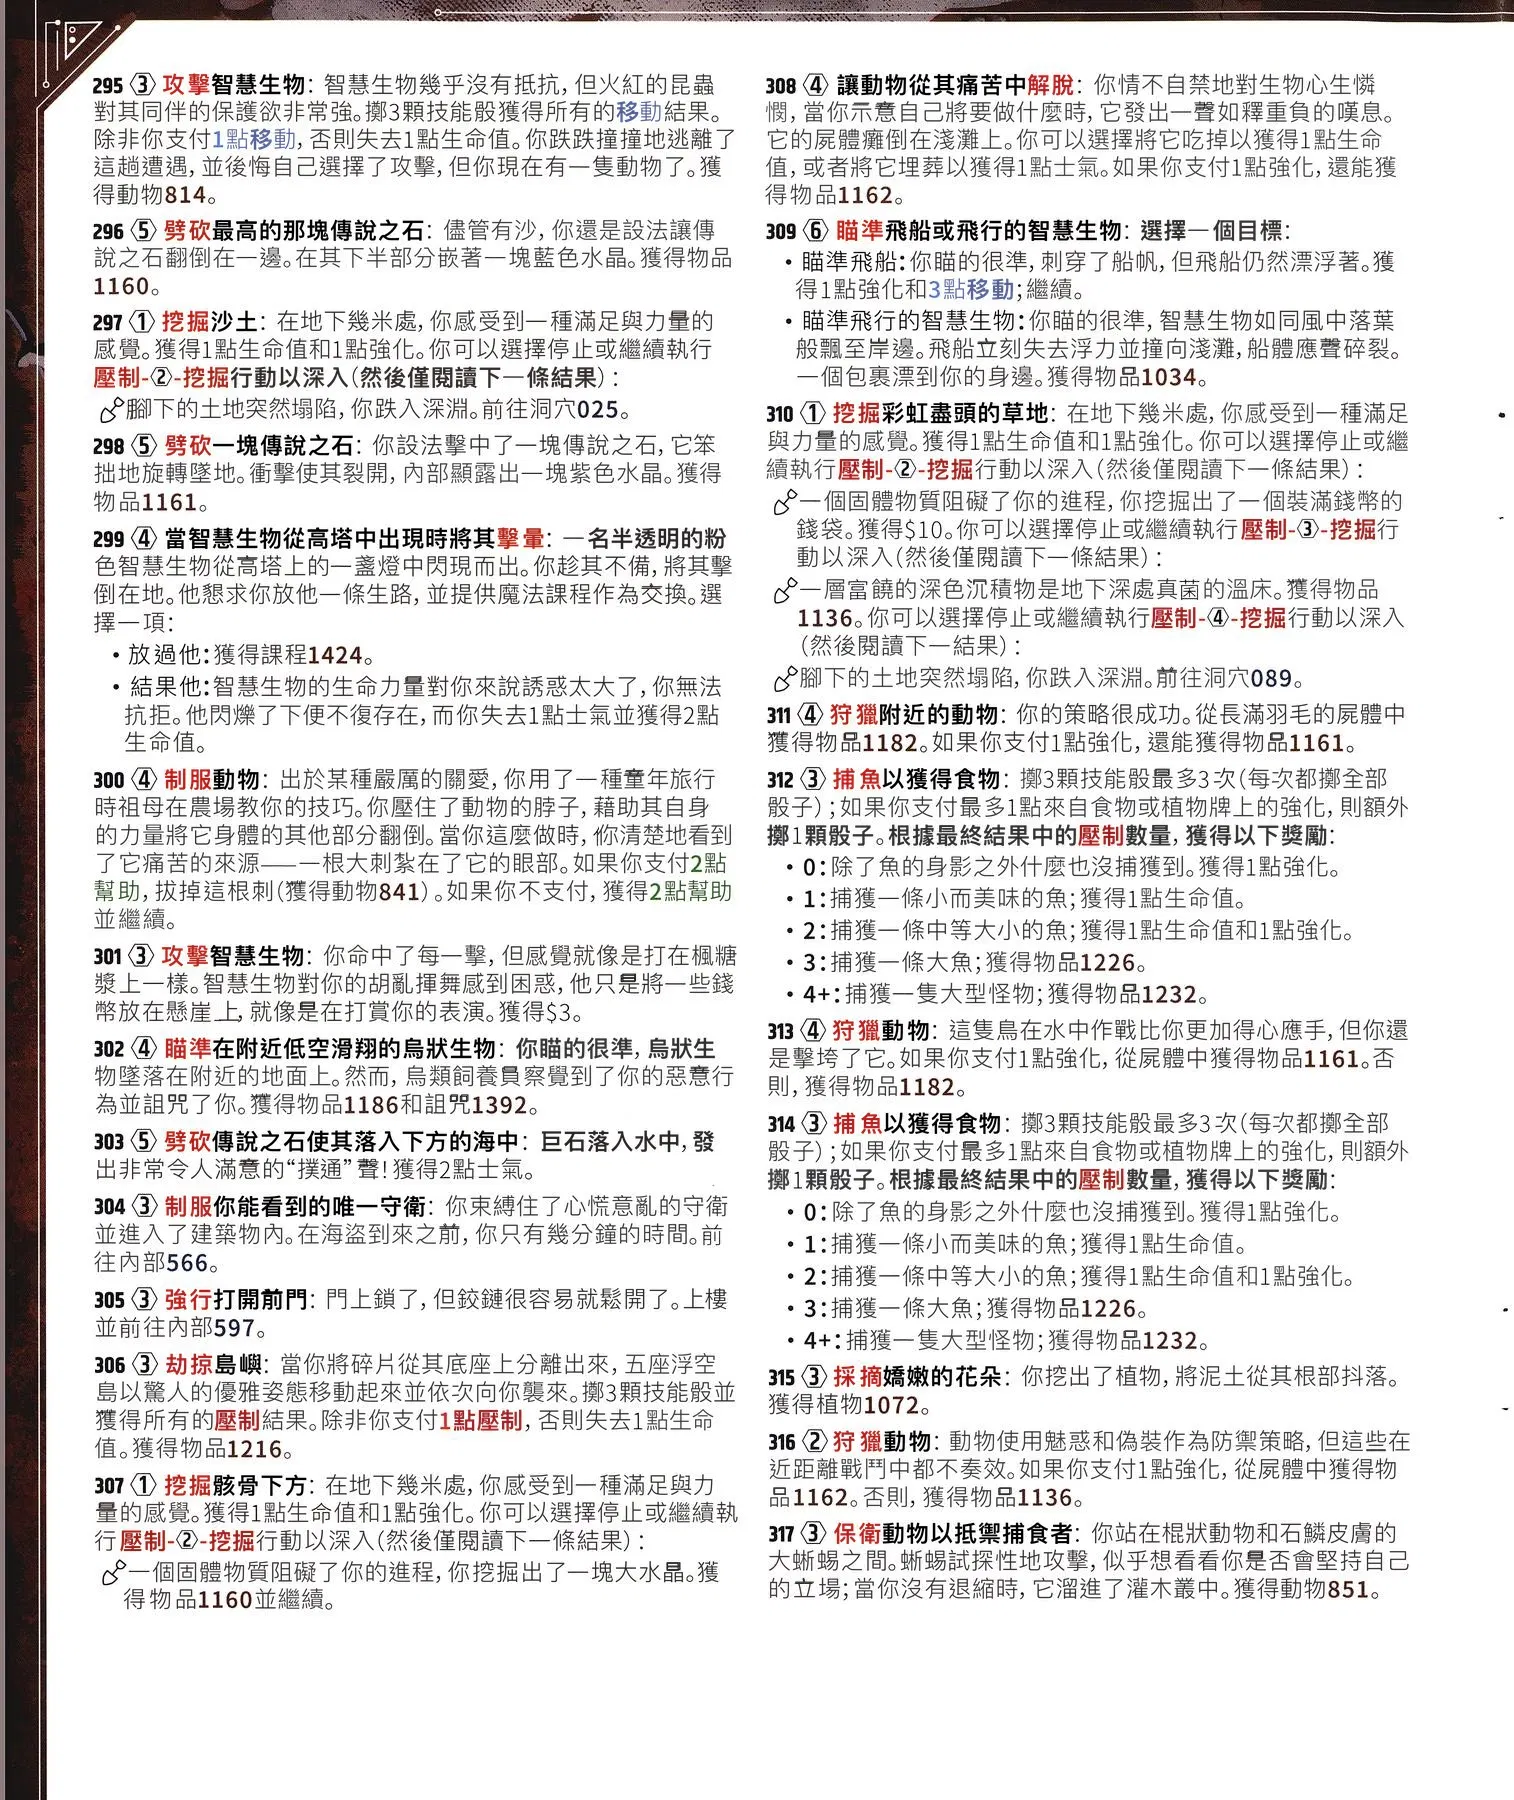 295 ③ 攻擊智慧生物：智慧生物幾乎沒有抵抗，但火紅的昆蟲
對其同伴的保護欲非常強。擲3顆技能骰獲得所有的移動結果。
除非你支付1點移動，否則失去1點生命值。你跌跌撞撞地逃離了
這趟遭遇，並後悔自己選擇了攻擊，但你現在有一隻動物了。獲
得動物814。
296 ⑤ 劈砍最高的那塊傳說之石：儘管有沙，你還是設法讓傳
說之石翻倒在一邊。在其下半部分嵌著一塊藍色水晶。獲得物品
1160。
297 ① 挖掘沙土：在地下幾米處，你感受到一種滿足與力量的
感覺。獲得1點生命值和1點強化。你可以選擇停止或繼續執行
壓制-②-挖掘行動以深入（然後僅閱讀下一條結果）：
腳下的土地突然塌陷，你跌入深淵。前往洞穴025。
298 ⑤ 劈砍一塊傳說之石：你設法擊中了一塊傳說之石，它笨
拙地旋轉墜地。衝擊使其裂開，內部顯露出一塊紫色水晶。獲得
物品1161。
299 ④ 當智慧生物從高塔中出現時將其擊暈：一名半透明的粉
色智慧生物從高塔上的一盞燈中閃現而出。你趁其不備，將其擊
倒在地。他懇求你放他一條生路，並提供魔法課程作為交換。選
擇一項：
・放過他：獲得課程1424。
・結果他：智慧生物的生命力量對你來說誘惑太大了，你無法
抗拒。他閃爍了下便不復存在，而你失去1點士氣並獲得2點
生命值。
300 ④ 制服動物：出於某種嚴厲的關愛，你用了一種童年旅行
時祖母在農場教你的技巧。你壓住了動物的脖子，藉助其自身
的力量將它身體的其他部分翻倒。當你這麼做時，你清楚地看到
了它痛苦的來源——一根大刺紮在了它的眼部。如果你支付2點
幫助，拔掉這根刺（獲得動物841）。如果你不支付，獲得2點幫助
並繼續。
301 ③ 攻擊智慧生物：你命中了每一擊，但感覺就像是打在楓糖
漿上一樣。智慧生物對你的胡亂揮舞感到困惑，他只是將一些錢
幣放在懸崖上，就像是在打賞你的表演。獲得$3。
302 ④ 瞄準在附近低空滑翔的鳥狀生物：你瞄的很準，鳥狀生
物墜落在附近的地面上。然而，鳥類飼養員察覺到了你的惡意行
為並詛咒了你。獲得物品1186和詛咒1392。
303 ⑤ 劈砍傳說之石使其落入下方的海中：巨石落入水中，發
出非常令人滿意的“撲通”聲！獲得2點士氣。
304 ③ 制服你能看到的唯一守衛：你束縛住了心慌意亂的守衛
並進入了建築物內。在海盜到來之前，你只有幾分鐘的時間。前
往內部566。
305 ③ 強行打開前門：門上鎖了，但鉸鏈很容易就鬆開了。上樓
並前往內部597。
306 ③ 劫掠島嶼：當你將碎片從其底座上分離出來，五座浮空
島以驚人的優雅姿態移動起來並依次向你襲來。擲3顆技能骰並
獲得所有的壓制結果。除非你支付1點壓制，否則失去1點生命
值。獲得物品1216。
307 ① 挖掘骸骨下方：在地下幾米處，你感受到一種滿足與力
量的感覺。獲得1點生命值和1點強化。你可以選擇停止或繼續執
行壓制-②-挖掘行動以深入（然後僅閱讀下一條結果）：
一個固體物質阻礙了你的進程，你挖掘出了一塊大水晶。獲
得物品1160並繼續。
308 ④ 讓動物從其痛苦中解脫：你情不自禁地對生物心生憐
憫，當你示意自己將要做什麼時，它發出一聲如釋重負的嘆息。
它的屍體癱倒在淺灘上。你可以選擇將它吃掉以獲得1點生命
值，或者將它埋葬以獲得1點士氣。如果你支付1點強化，還能獲
得物品1162。
309 ⑥ 瞄準飛船或飛行的智慧生物：選擇一個目標：
・瞄準飛船：你瞄的很準，刺穿了船帆，但飛船仍然漂浮著。獲
得1點強化和3點移動；繼續。
・瞄準飛行的智慧生物：你瞄的很準，智慧生物如同風中落葉
般飄至岸邊。飛船立刻失去浮力並撞向淺灘，船體應聲碎裂。
一個包裹漂到你的身邊。獲得物品1034。
310 ① 挖掘彩虹盡頭的草地：在地下幾米處，你感受到一種滿足
與力量的感覺。獲得1點生命值和1點強化。你可以選擇停止或繼
續執行壓制-②-挖掘行動以深入（然後僅閱讀下一條結果）：
一個固體物質阻礙了你的進程，你挖掘出了一個裝滿錢幣的
錢袋。獲得$10。你可以選擇停止或繼續執行壓制-③-挖掘行
動以深入（然後僅閱讀下一條結果）：
一層富饒的深色沉積物是地下深處真菌的溫床。獲得物品
1136。你可以選擇停止或繼續執行壓制-④-挖掘行動以深入
（然後閱讀下一結果）：
腳下的土地突然塌陷，你跌入深淵。前往洞穴089。
311 ④ 狩獵附近的動物：你的策略很成功。從長滿羽毛的屍體中
獲得物品1182。如果你支付1點強化，還能獲得物品1161。
312 ③ 捕魚以獲得食物：擲3顆技能骰最多3次（每次都擲全部
骰子）；如果你支付最多1點來自食物或植物牌上的強化，則額外
擲1顆骰子。根據最終結果中的壓制數量，獲得以下獎勵：
・0：除了魚的身影之外什麼也沒捕獲到。獲得1點強化。
・1：捕獲一條小而美味的魚；獲得1點生命值。
・2：捕獲一條中等大小的魚；獲得1點生命值和1點強化。
・3：捕獲一條大魚；獲得物品1226。
・4+：捕獲一隻大型怪物；獲得物品1232。
313 ④ 狩獵動物：這隻鳥在水中作戰比你更加得心應手，但你還
是擊垮了它。如果你支付1點強化，從屍體中獲得物品1161。否
則，獲得物品1182。
314 ③ 捕魚以獲得食物：擲3顆技能骰最多3次（每次都擲全部
骰子）；如果你支付最多1點來自食物或植物牌上的強化，則額外
擲1顆骰子。根據最終結果中的壓制數量，獲得以下獎勵：
・0：除了魚的身影之外什麼也沒捕獲到。獲得1點強化。
・1：捕獲一條小而美味的魚；獲得1點生命值。
・2：捕獲一條中等大小的魚；獲得1點生命值和1點強化。
・3：捕獲一條大魚；獲得物品1226。
・4+：捕獲一隻大型怪物；獲得物品1232。
315 ③ 採摘嬌嫩的花朵：你挖出了植物，將泥土從其根部抖落。
獲得植物1072。
316 ② 狩獵動物：動物使用魅惑和偽裝作為防禦策略，但這些在
近距離戰鬥中都不奏效。如果你支付1點強化，從屍體中獲得物
品1162。否則，獲得物品1136。
317 ③ 保衛動物以抵禦捕食者：你站在棍狀動物和石鱗皮膚的
大蜥蜴之間。蜥蜴試探性地攻擊，似乎想看看你是否會堅持自己
的立場；當你沒有退縮時，它溜進了灌木叢中。獲得動物851。